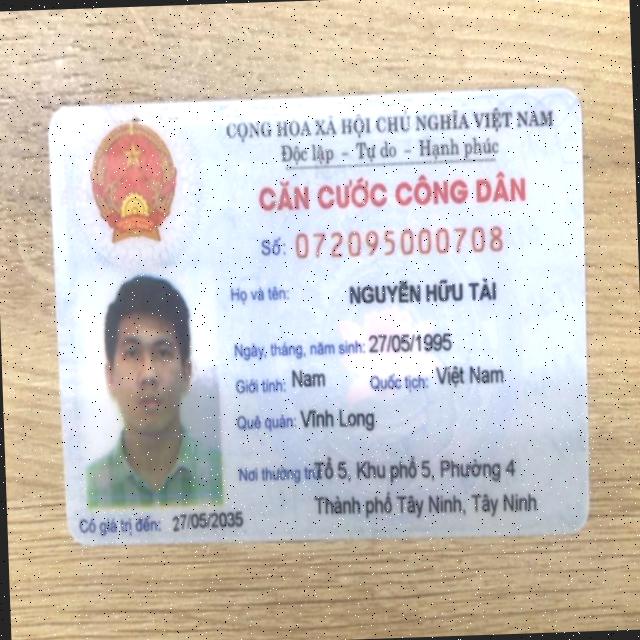 CỘNG HOÀ XÃ HỘI CHỦ NGHĨA VIỆT NAM
Độc lập - Tự do - Hạnh phúc
CĂN CƯỚC CÔNG DÂN
Số: 072095000708
Họ và tên: NGUYỄN HỮU TÀI
Ngày, tháng, năm sinh: 27/05/1995
Giới tính: Nam Quốc tịch: Việt Nam
Quê quán: Vĩnh Long
Nơi thường trú: Tổ 5, Khu phố 5, Phường 4
Thành phố Tây Ninh, Tây Ninh
Có giá trị đến: 27/05/2035